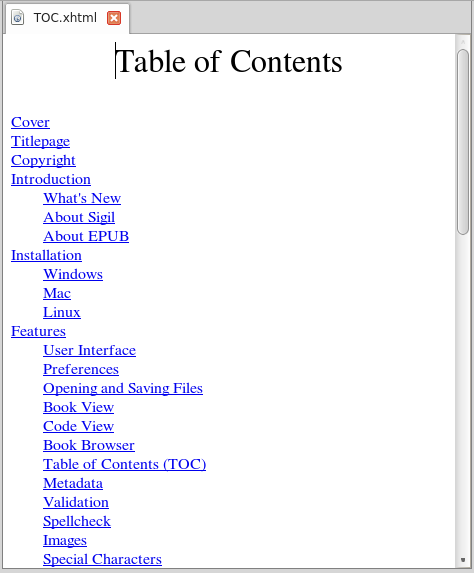 TOC.xhtml
Table of Contents
Cover
Titlepage
Copyright
Introduction
What's New
About Sigil
About EPUB
Installation
Windows
Mac
Linux
Features
User Interface
Preferences
Opening and Saving Files
Book View
Code View
Book Browser
Table of Contents (TOC)
Metadata
Validation
Spellcheck
Images
Special Characters